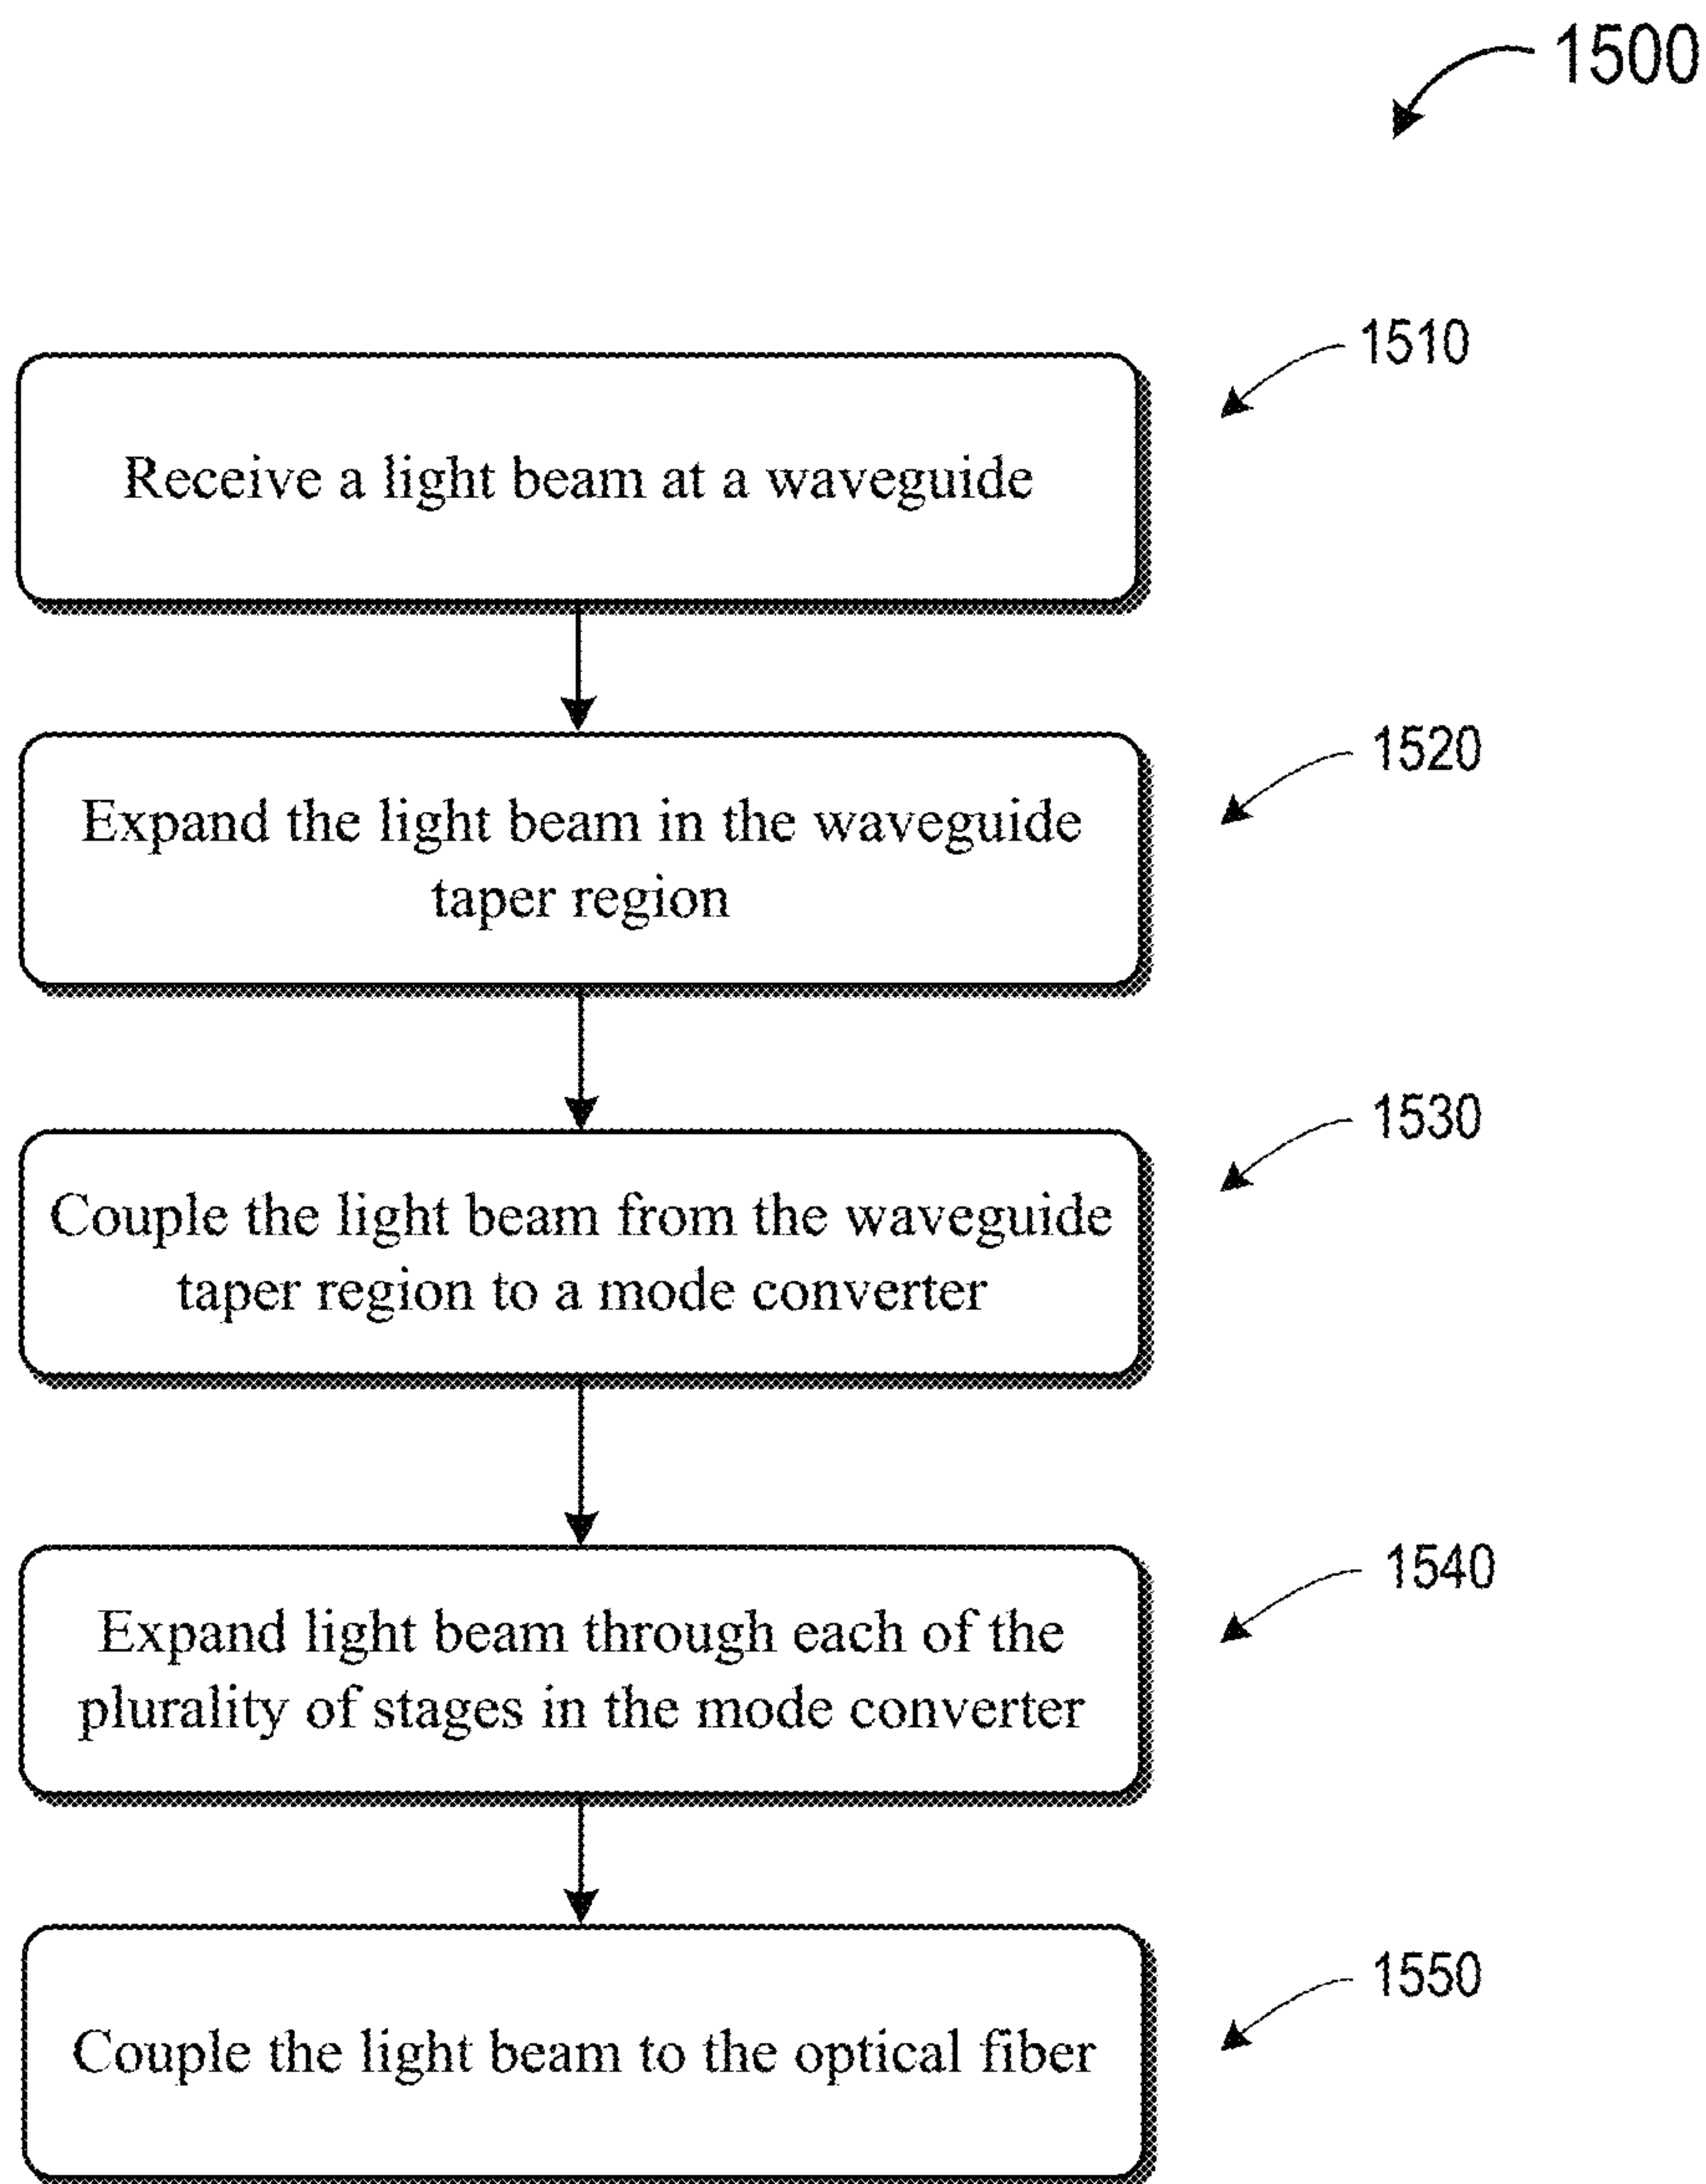 1500
1510
Receive a light beam at a waveguide
1520
Expand the light beam in the waveguide
taper region
1530
Couple the light beam from the waveguide
taper region to a mode converter
1540
Expand light beam through each of the
plurality of stages in the mode converter
1550
Couple the light beam to the optical fiber